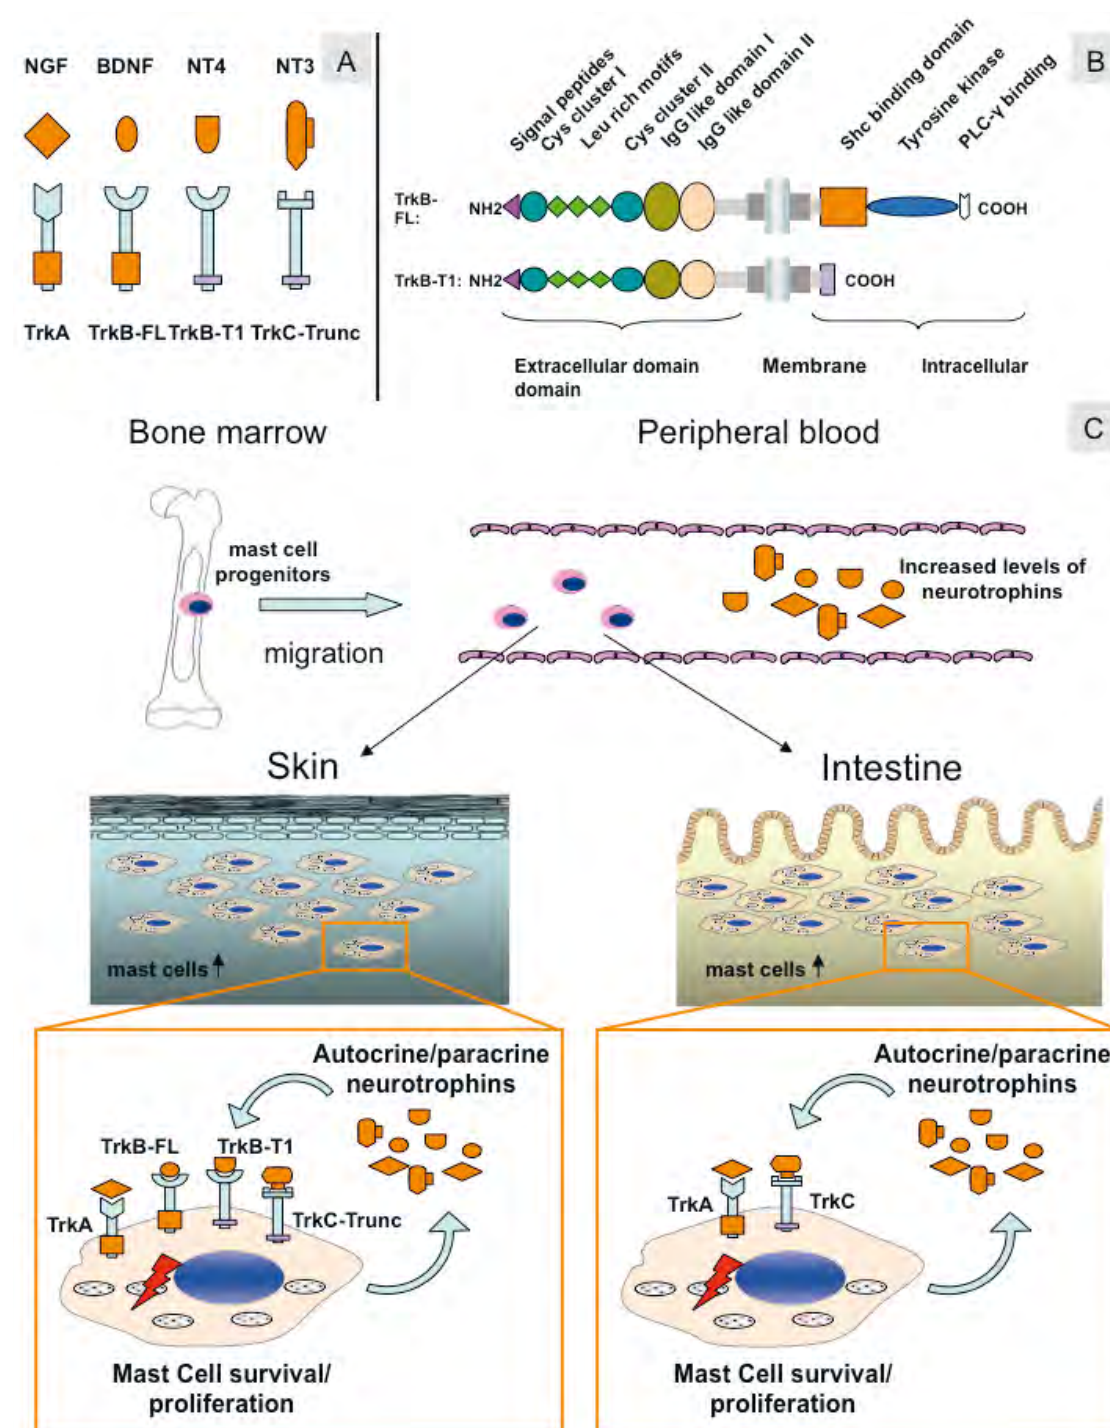 A
NGF BDNF NT4 NT3
TrkA TrkB-FL TrkB-T1 TrkC-Trunc
B
Signal peptides
Cys cluster I
Leu rich motifs
Cys cluster II
IgG like domain I
IgG like domain II
Shc binding domain
Tyrosine kinase
PLC-γ binding
TrkB-
FL:
NH2
COOH
TrkB-T1: NH2
COOH
Extracellular domain Membrane Intracellular
domain
C
Bone marrow
Peripheral blood
mast cell
progenitors
migration
Increased levels of
neurotrophins
Skin
Intestine
mast cells
mast cells
Autocrine/paracrine
neurotrophins
TrkB-FL
TrkB-T1
TrkA
TrkC-Trunc
Mast Cell survival/
proliferation
Autocrine/paracrine
neurotrophins
TrkA
TrkC
Mast Cell survival/
proliferation